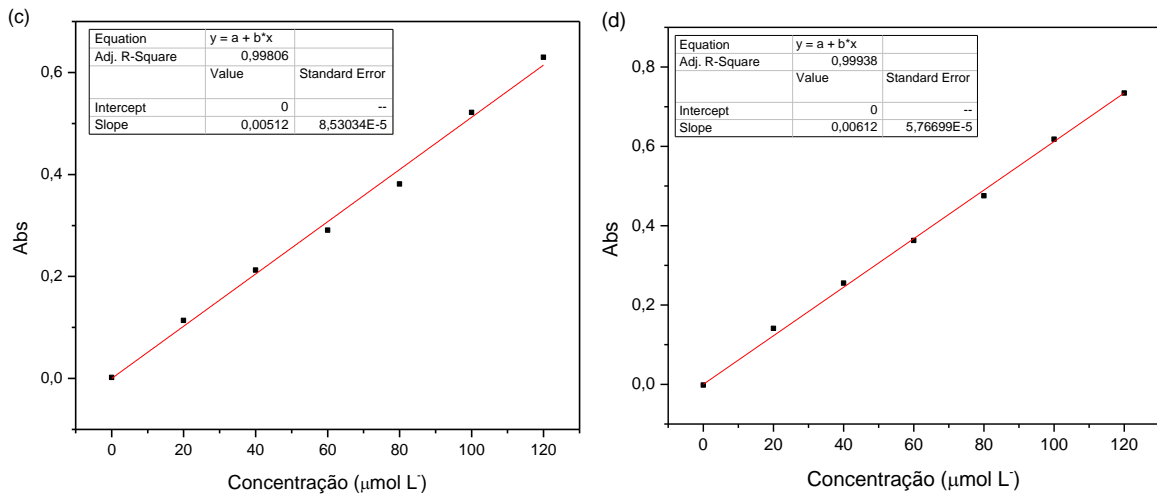 (c)
Equation y = a + b*x
Adj. R-Square 0,99806
Value Standard Error
Intercept 0 --
Slope 0,00512 8,53034E-5
0,6
0,4
0,2
0,0
Abs
0 20 40 60 80 100 120
Concentração (μmol L⁻)
(d)
Equation y = a + b*x
Adj. R-Square 0,99938
Value Standard Error
Intercept 0 --
Slope 0,00612 5,76699E-5
0,8
0,6
0,4
0,2
0,0
Abs
0 20 40 60 80 100 120
Concentração (μmol L⁻)